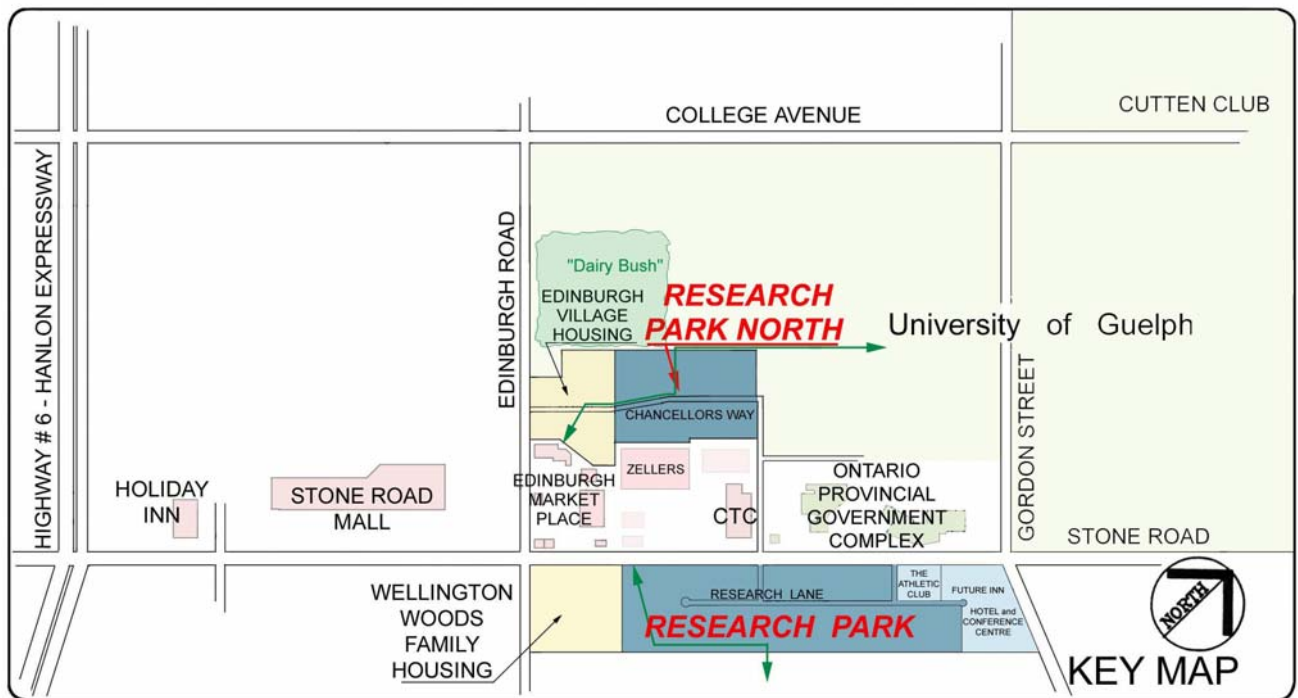 CUTTEN CLUB
COLLEGE AVENUE
HIGHWAY # 6 - HANLON EXPRESSWAY
EDINBURGH ROAD
"Dairy Bush"
EDINBURGH
VILLAGE
HOUSING
RESEARCH
PARK NORTH
University of Guelph
GORDON STREET
CHANCELLORS WAY
HOLIDAY
INN
STONE ROAD
MALL
EDINBURGH
MARKET
PLACE
ZELLERS
CTC
ONTARIO
PROVINCIAL
GOVERNMENT
COMPLEX
STONE ROAD
WELLINGTON
WOODS
FAMILY
HOUSING
RESEARCH LANE
THE
ATHLETIC
CLUB
FUTURE INN
HOTEL and
CONFERENCE
CENTRE
RESEARCH PARK
NORTH
KEY MAP